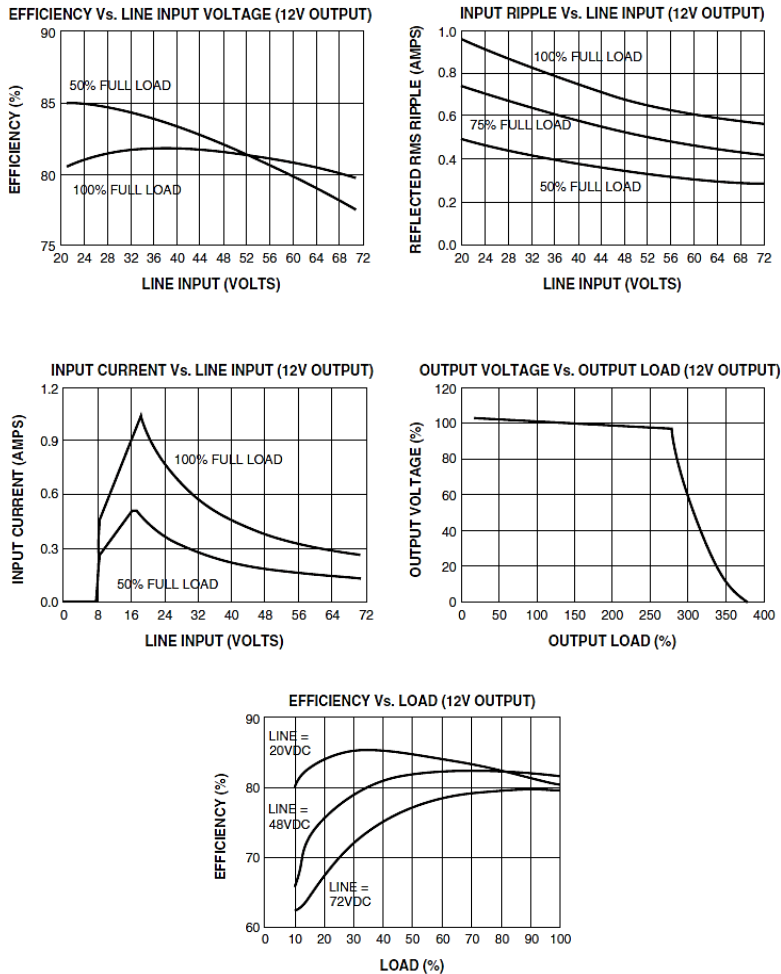 EFFICIENCY Vs. LINE INPUT VOLTAGE (12V OUTPUT)
90
85
80
75
EFFICIENCY (%)
50% FULL LOAD
100% FULL LOAD
20 24 28 32 36 40 44 48 52 56 60 64 68 72
LINE INPUT (VOLTS)
INPUT RIPPLE Vs. LINE INPUT (12V OUTPUT)
1.0
0.8
0.6
0.4
0.2
0.0
REFLECTED RMS RIPPLE (AMPS)
100% FULL LOAD
75% FULL LOAD
50% FULL LOAD
20 24 28 32 36 40 44 48 52 56 60 64 68 72
LINE INPUT (VOLTS)
INPUT CURRENT Vs. LINE INPUT (12V OUTPUT)
1.2
0.9
0.6
0.3
0.0
INPUT CURRENT (AMPS)
100% FULL LOAD
50% FULL LOAD
0 8 16 24 32 40 48 56 64 72
LINE INPUT (VOLTS)
OUTPUT VOLTAGE Vs. OUTPUT LOAD (12V OUTPUT)
120
100
80
60
40
20
0
OUTPUT VOLTAGE (%)
0 50 100 150 200 250 300 350 400
OUTPUT LOAD (%)
EFFICIENCY Vs. LOAD (12V OUTPUT)
90
80
70
60
EFFICIENCY (%)
LINE =
20VDC
LINE =
48VDC
LINE =
72VDC
0 10 20 30 40 50 60 70 80 90 100
LOAD (%)